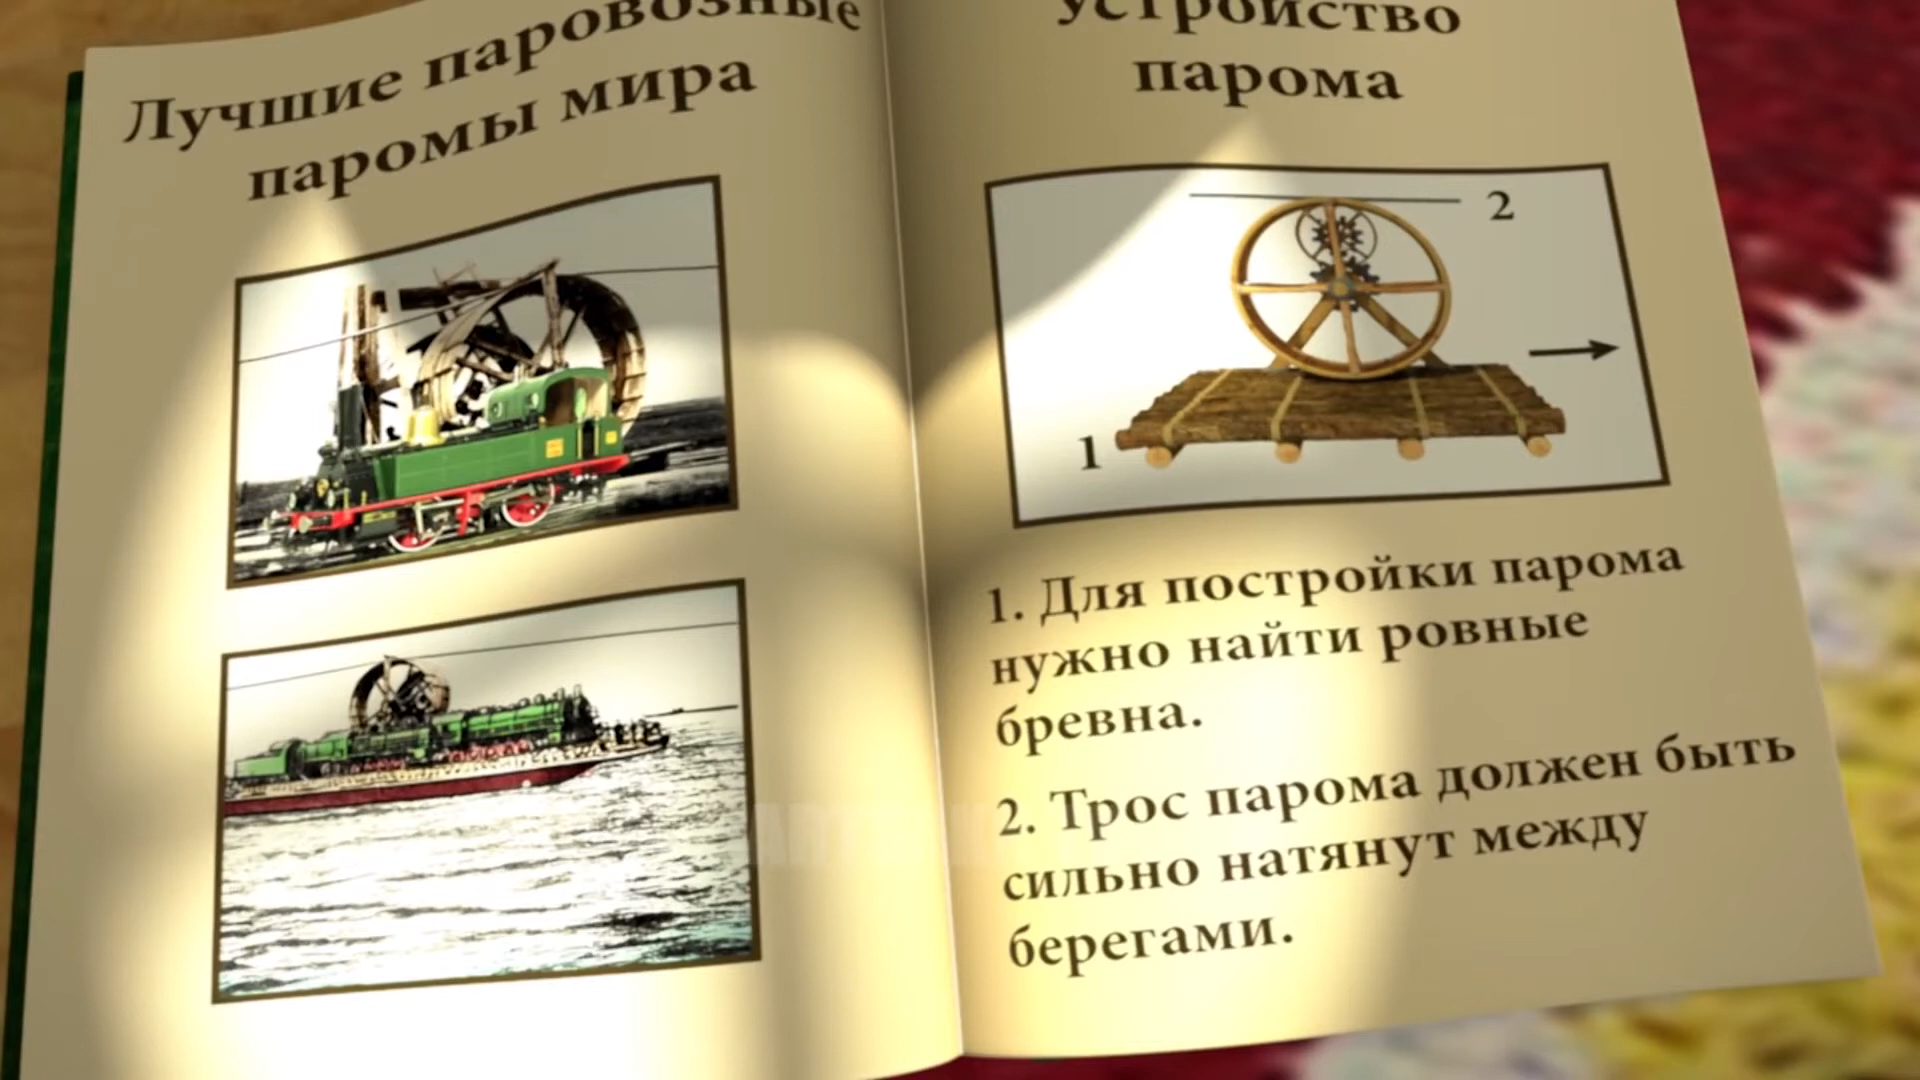 Лучшие паровозные
паромы мира
устройство
парома
2
1
1. Для постройки парома
нужно найти ровные
бревна.
2. Трос парома должен быть
сильно натянут между
берегами.